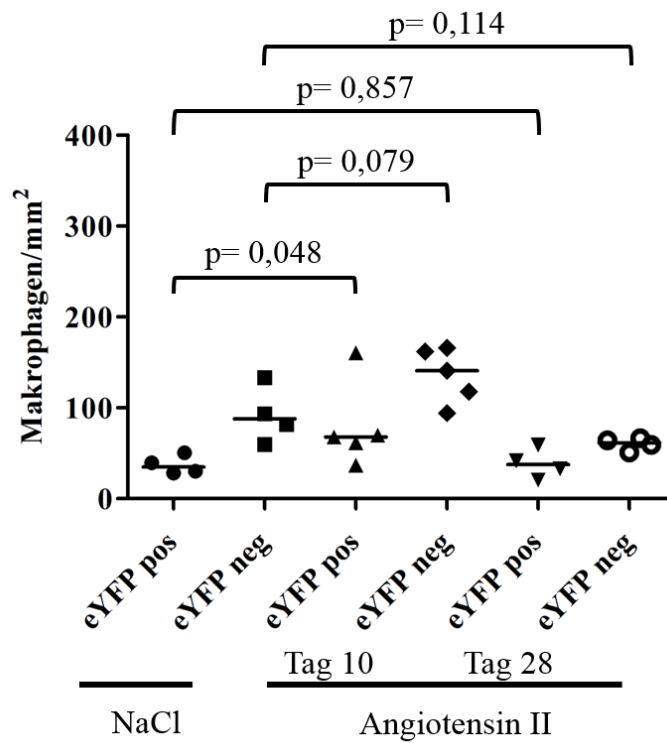 p= 0,114
p= 0,857
400
p= 0,079
300
p= 0,048
200
100
0
Makrophagen/mm²
eYFP pos
eYFP neg
eYFP pos
eYFP neg
eYFP pos
eYFP neg
Tag 10 Tag 28
NaCl Angiotensin II